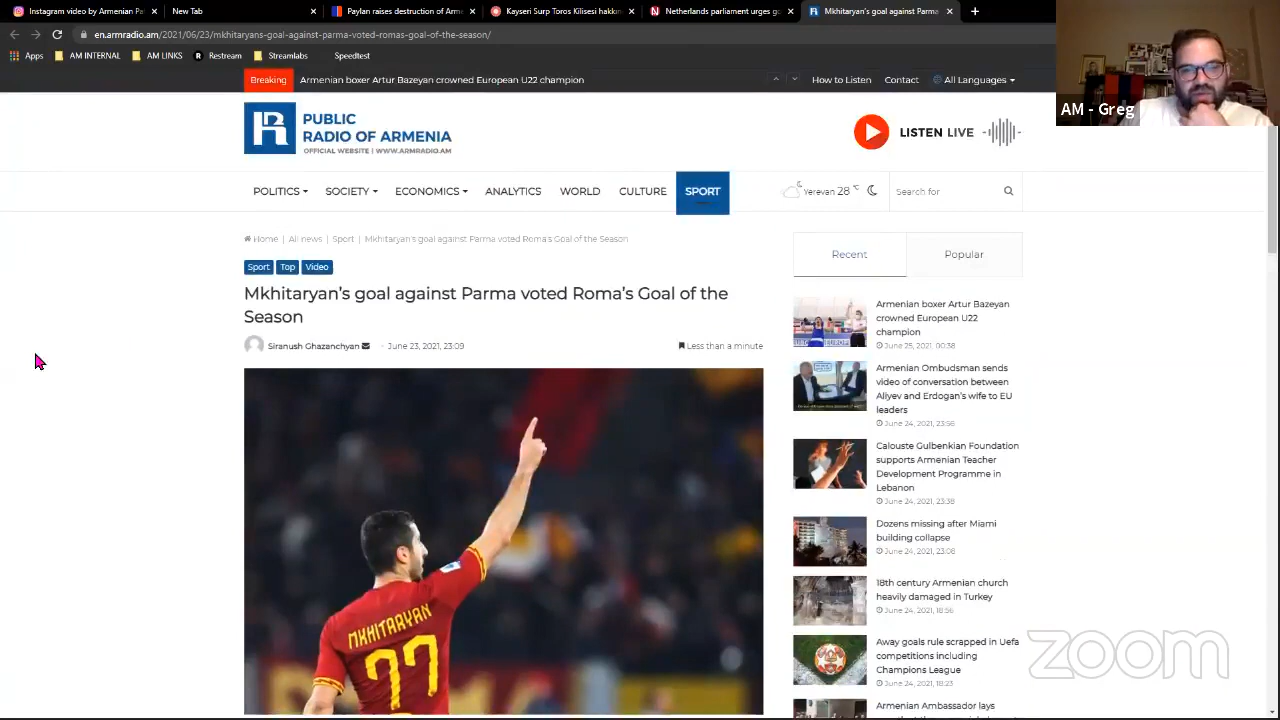 Instagram video by Armenian Pa
New Tab
Paylan raises destruction of Arme
Kayseri Surp Toros Kilisesi hakkın
Netherlands parliament urges go
Mkhitaryan's goal against Parma
en.armradio.am/2021/06/23/mkhitaryans-goal-against-parma-voted-romas-goal-of-the-season/
Apps
AM INTERNAL
AM LINKS
Restream
Streamlabs
Speedtest
AM - Greg
Breaking
Armenian boxer Artur Bazeyan crowned European U22 champion
How to Listen
Contact
All Languages
PUBLIC
RADIO OF ARMENIA
OFFICIAL WEBSITE | WWW.ARMRADIO.AM
LISTEN LIVE
POLITICS
SOCIETY
ECONOMICS
ANALYTICS
WORLD
CULTURE
SPORT
Yerevan 28 ℃
Search for
Home | All news | Sport | Mkhitaryan's goal against Parma voted Roma's Goal of the Season
Sport
Top
Video
Mkhitaryan's goal against Parma voted Roma's Goal of the
Season
Siranush Ghazanchyan
- June 23, 2021, 23:09
Less than a minute
MKHITARYAN
77
Recent
Popular
Armenian boxer Artur Bazeyan
crowned European U22
champion
June 25, 2021, 00:38
Armenian Ombudsman sends
video of conversation between
Aliyev and Erdogan's wife to EU
leaders
June 24, 2021, 23:56
Calouste Gulbenkian Foundation
supports Armenian Teacher
Development Programme in
Lebanon
June 24, 2021, 23:38
Dozens missing after Miami
building collapse
June 24, 2021, 23:08
18th century Armenian church
heavily damaged in Turkey
June 24, 2021, 18:56
Away goals rule scrapped in Uefa
competitions including
Champions League
June 24, 2021, 18:23
Armenian Ambassador lays
zoom